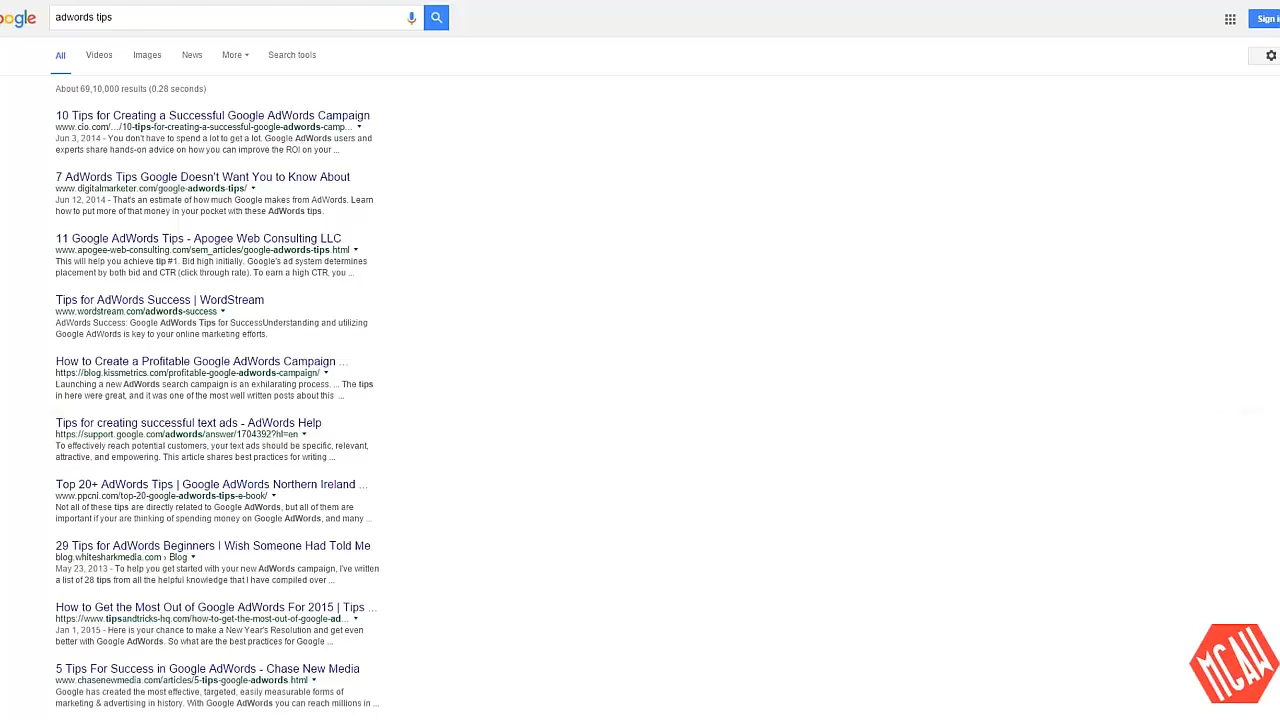 oogle
adwords tips
Sign i
All Videos Images News More Search tools
About 69,10,000 results (0.28 seconds)
10 Tips for Creating a Successful Google AdWords Campaign
www.cio.com/.../10-tips-for-creating-a-successful-google-adwords-camp...
Jun 3, 2014 - You don't have to spend a lot to get a lot. Google AdWords users and
experts share hands-on advice on how you can improve the ROI on your ...
7 AdWords Tips Google Doesn't Want You to Know About
www.digitalmarketer.com/google-adwords-tips/
Jun 12, 2014 - That's an estimate of how much Google makes from AdWords. Learn
how to put more of that money in your pocket with these AdWords tips.
11 Google AdWords Tips - Apogee Web Consulting LLC
www.apogee-web-consulting.com/sem_articles/google-adwords-tips.html
This will help you achieve tip #1. Bid high initially. Google's ad system determines
placement by both bid and CTR (click through rate). To earn a high CTR, you ...
Tips for AdWords Success | WordStream
www.wordstream.com/adwords-success
AdWords Success: Google AdWords Tips for SuccessUnderstanding and utilizing
Google AdWords is key to your online marketing efforts.
How to Create a Profitable Google AdWords Campaign ...
https://blog.kissmetrics.com/profitable-google-adwords-campaign/
Launching a new AdWords search campaign is an exhilarating process. ... The tips
in here were great, and it was one of the most well written posts about this ...
Tips for creating successful text ads - AdWords Help
https://support.google.com/adwords/answer/1704392?hl=en
To effectively reach potential customers, your text ads should be specific, relevant,
attractive, and empowering. This article shares best practices for writing ...
Top 20+ AdWords Tips | Google AdWords Northern Ireland ...
www.ppcni.com/top-20-google-adwords-tips-e-book/
Not all of these tips are directly related to Google AdWords, but all of them are
important if your are thinking of spending money on Google AdWords, and many ...
29 Tips for AdWords Beginners I Wish Someone Had Told Me
blog.whitesharkmedia.com › Blog
May 23, 2013 - To help you get started with your new AdWords campaign, I've written
a list of 28 tips from all the helpful knowledge that I have compiled over ...
How to Get the Most Out of Google AdWords For 2015 | Tips ...
https://www.tipsandtricks-hq.com/how-to-get-the-most-out-of-google-ad...
Jan 1, 2015 - Here is your chance to make a New Year's Resolution and get even
better with Google AdWords. So what are the best practices for Google ...
5 Tips For Success in Google AdWords - Chase New Media
www.chasenewmedia.com/articles/5-tips-google-adwords.html
Google has created the most effective, targeted, easily measurable forms of
marketing & advertising in history. With Google AdWords you can reach millions in ...
MCAW